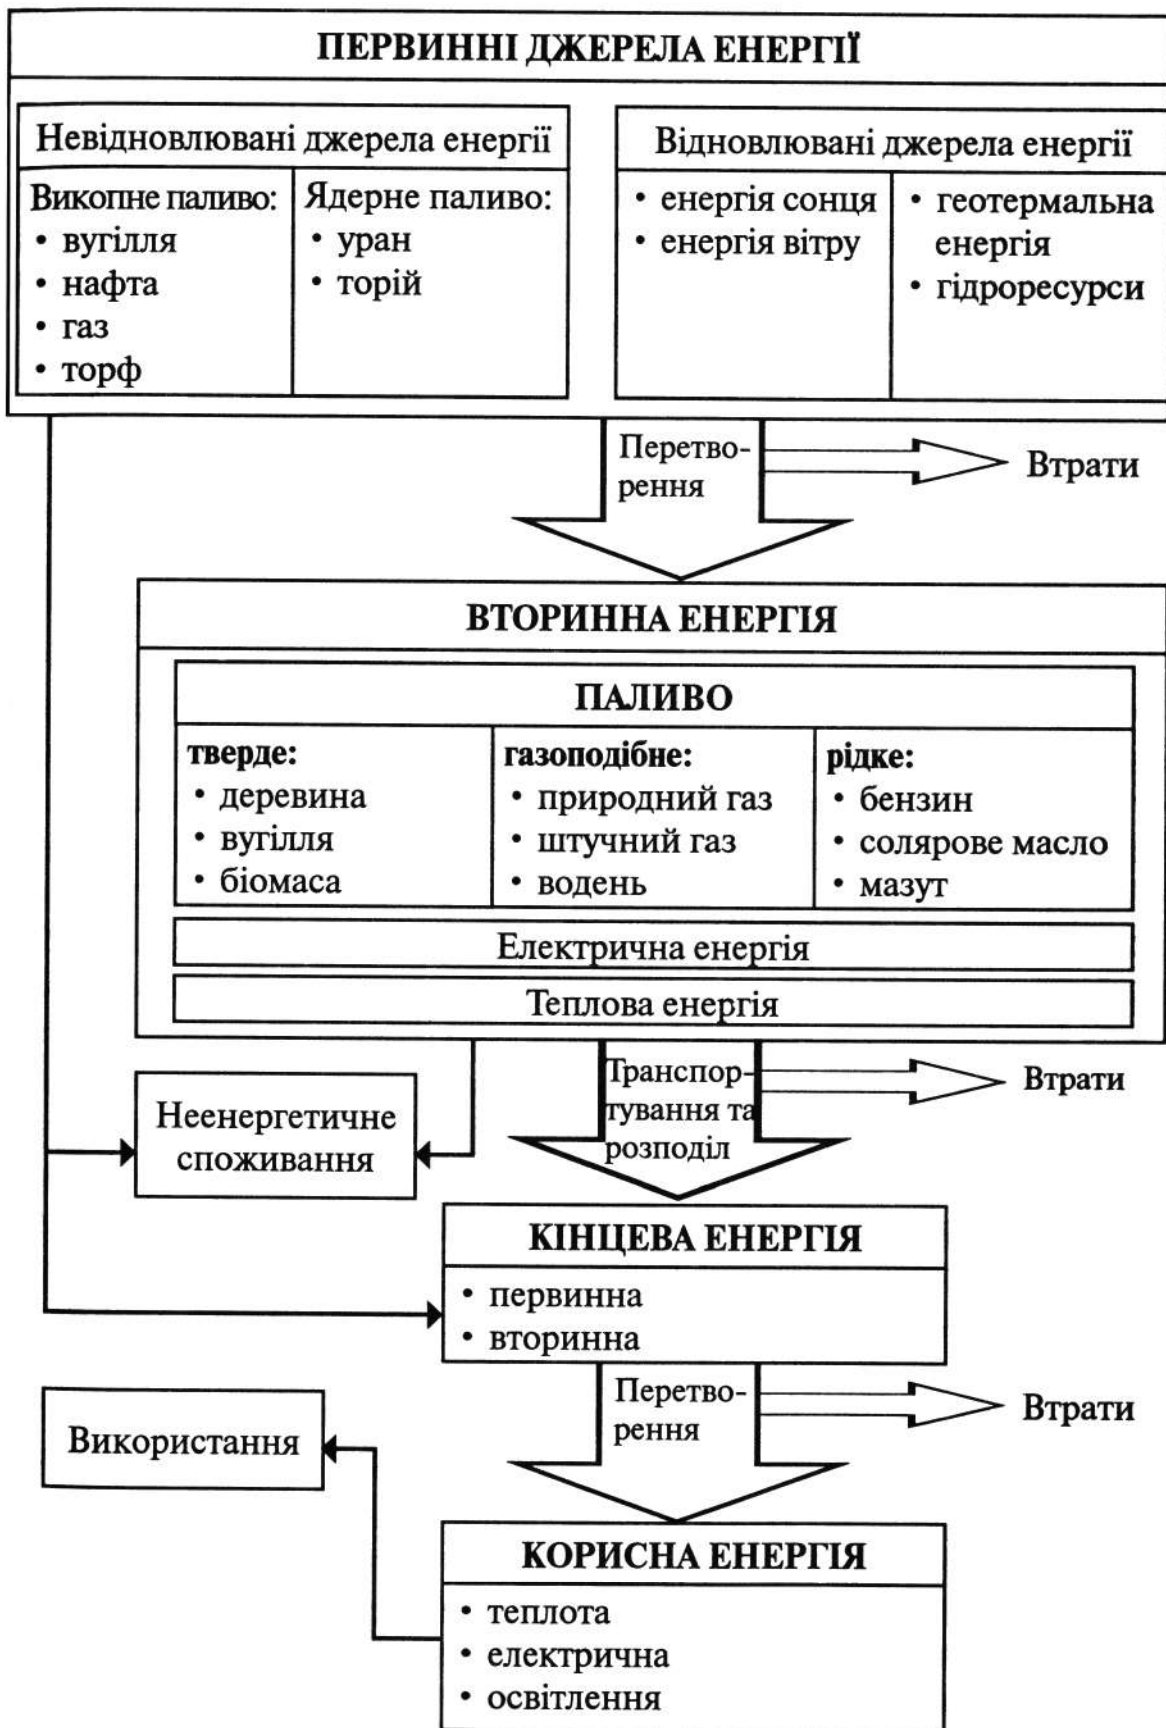 ПЕРВИННІ ДЖЕРЕЛА ЕНЕРГІЇ
Невідновлювані джерела енергії
Викопне паливо:
• вугілля
• нафта
• газ
• торф
Ядерне паливо:
• уран
• торій
Відновлювані джерела енергії
• енергія сонця
• енергія вітру
• геотермальна
енергія
• гідроресурси
Перетво-
рення
Втрати
ВТОРИННА ЕНЕРГІЯ
ПАЛИВО
тверде:
• деревина
• вугілля
• біомаса
газоподібне:
• природний газ
• штучний газ
• водень
рідке:
• бензин
• солярове масло
• мазут
Електрична енергія
Теплова енергія
Неенергетичне
споживання
Транспор-
тування та
розподіл
Втрати
КІНЦЕВА ЕНЕРГІЯ
• первинна
• вторинна
Перетво-
рення
Втрати
Використання
КОРИСНА ЕНЕРГІЯ
• теплота
• електрична
• освітлення